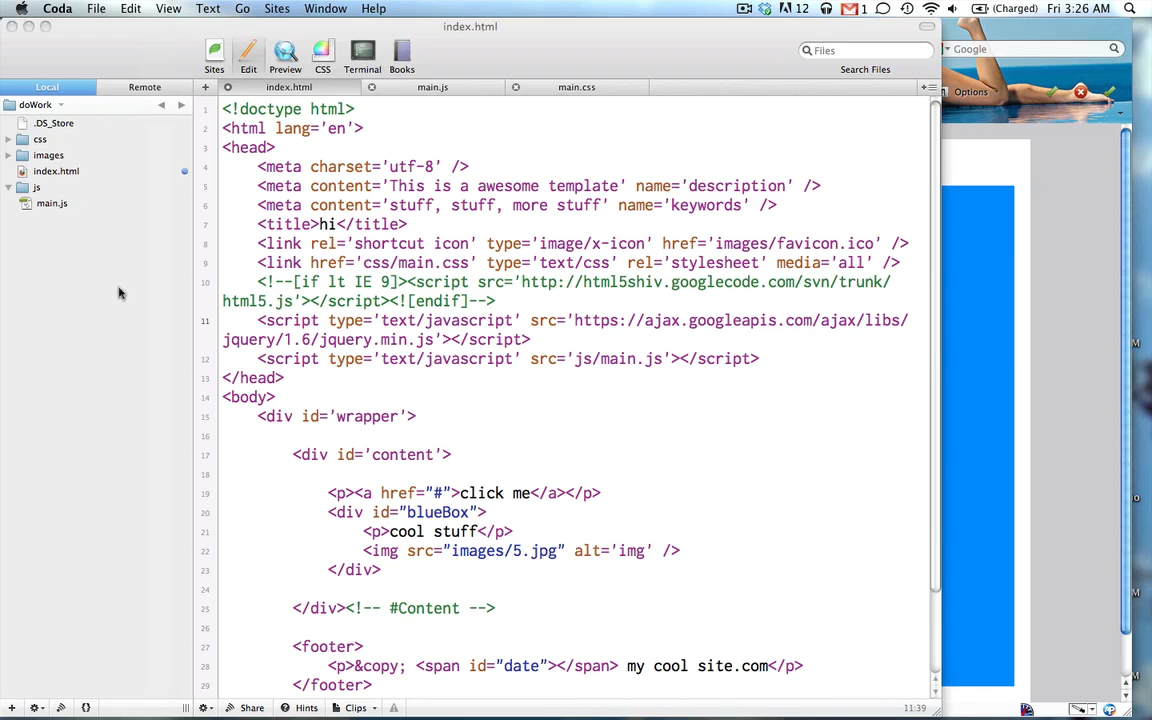 Coda File Edit View Text Go Sites Window Help
12
1
(Charged)
Fri 3:26 AM
index.html
Sites
Edit
Preview
CSS
Terminal
Books
Files
Search Files
Google
Options
Local
Remote
index.html
main.js
main.css
doWork
.DS_Store
css
images
index.html
js
main.js
1 <!doctype html>
2 <html lang='en'>
3 <head>
4 <meta charset='utf-8' />
5 <meta content='This is a awesome template' name='description' />
6 <meta content='stuff, stuff, more stuff' name='keywords' />
7 <title>hi</title>
8 <link rel='shortcut icon' type='image/x-icon' href='images/favicon.ico' />
9 <link href='css/main.css' type='text/css' rel='stylesheet' media='all' />
10 <!--[if lt IE 9]><script src='http://html5shiv.googlecode.com/svn/trunk/
html5.js'></script><![endif]-->
11 <script type='text/javascript' src='https://ajax.googleapis.com/ajax/libs/
jquery/1.6/jquery.min.js'></script>
12 <script type='text/javascript' src='js/main.js'></script>
13 </head>
14 <body>
15 <div id='wrapper'>
16
17 <div id='content'>
18
19 <p><a href="#">click me</a></p>
20 <div id="blueBox">
21 <p>cool stuff</p>
22 <img src="images/5.jpg" alt='img' />
23 </div>
24
25 </div><!-- #Content -->
26
27 <footer>
28 <p>&copy; <span id="date"></span> my cool site.com</p>
29 </footer>
Share
Hints
Clips
11:39